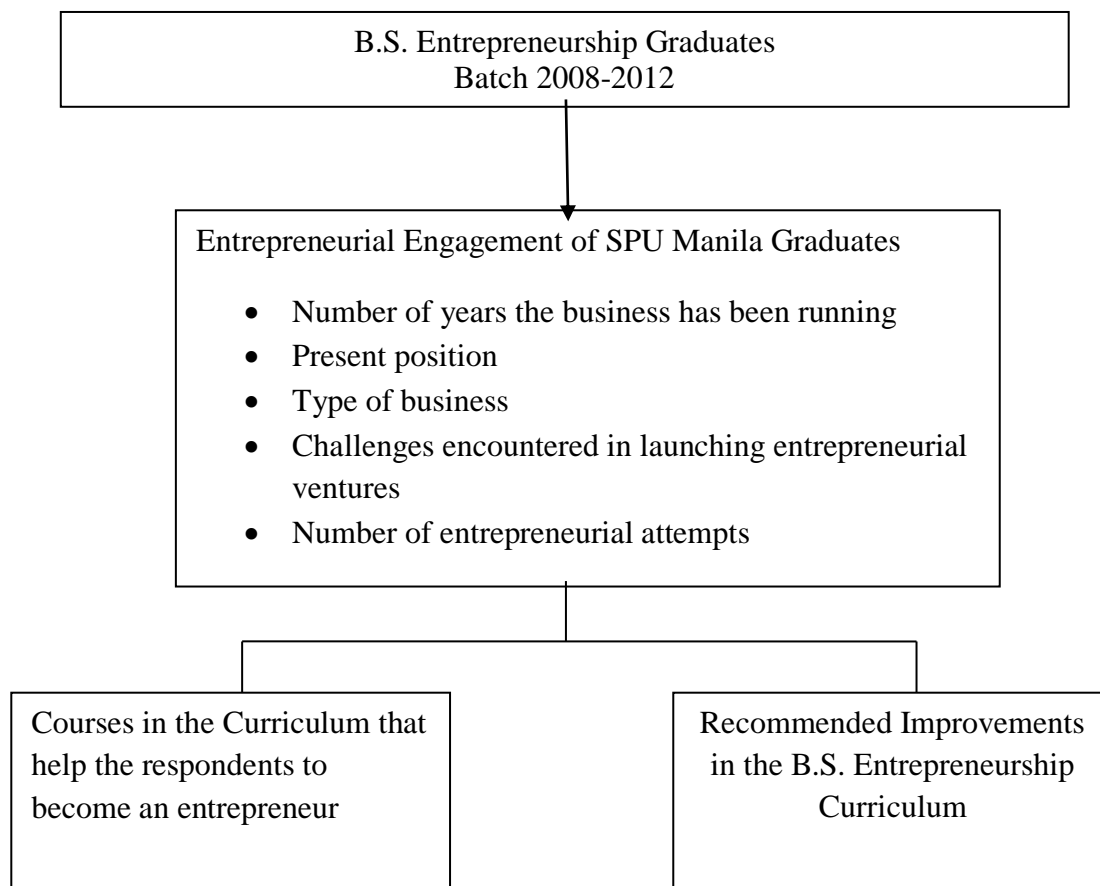 B.S. Entrepreneurship Graduates
Batch 2008-2012
Entrepreneurial Engagement of SPU Manila Graduates
• Number of years the business has been running
• Present position
• Type of business
• Challenges encountered in launching entrepreneurial
ventures
• Number of entrepreneurial attempts
Courses in the Curriculum that
help the respondents to
become an entrepreneur
Recommended Improvements
in the B.S. Entrepreneurship
Curriculum